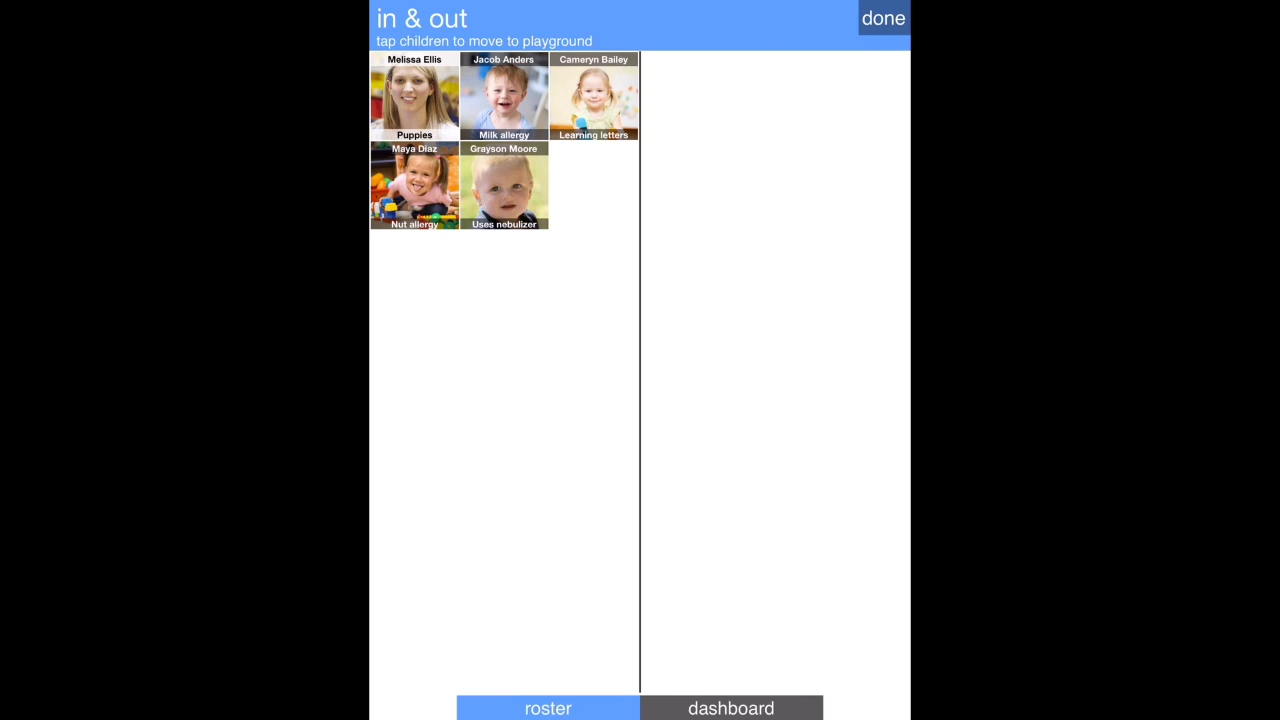 in & out
done
tap children to move to playground
Melissa Ellis
Jacob Anders
Cameryn Bailey
Puppies
Milk allergy
Learning letters
Maya Diaz
Grayson Moore
Nut allergy
Uses nebulizer
roster
dashboard